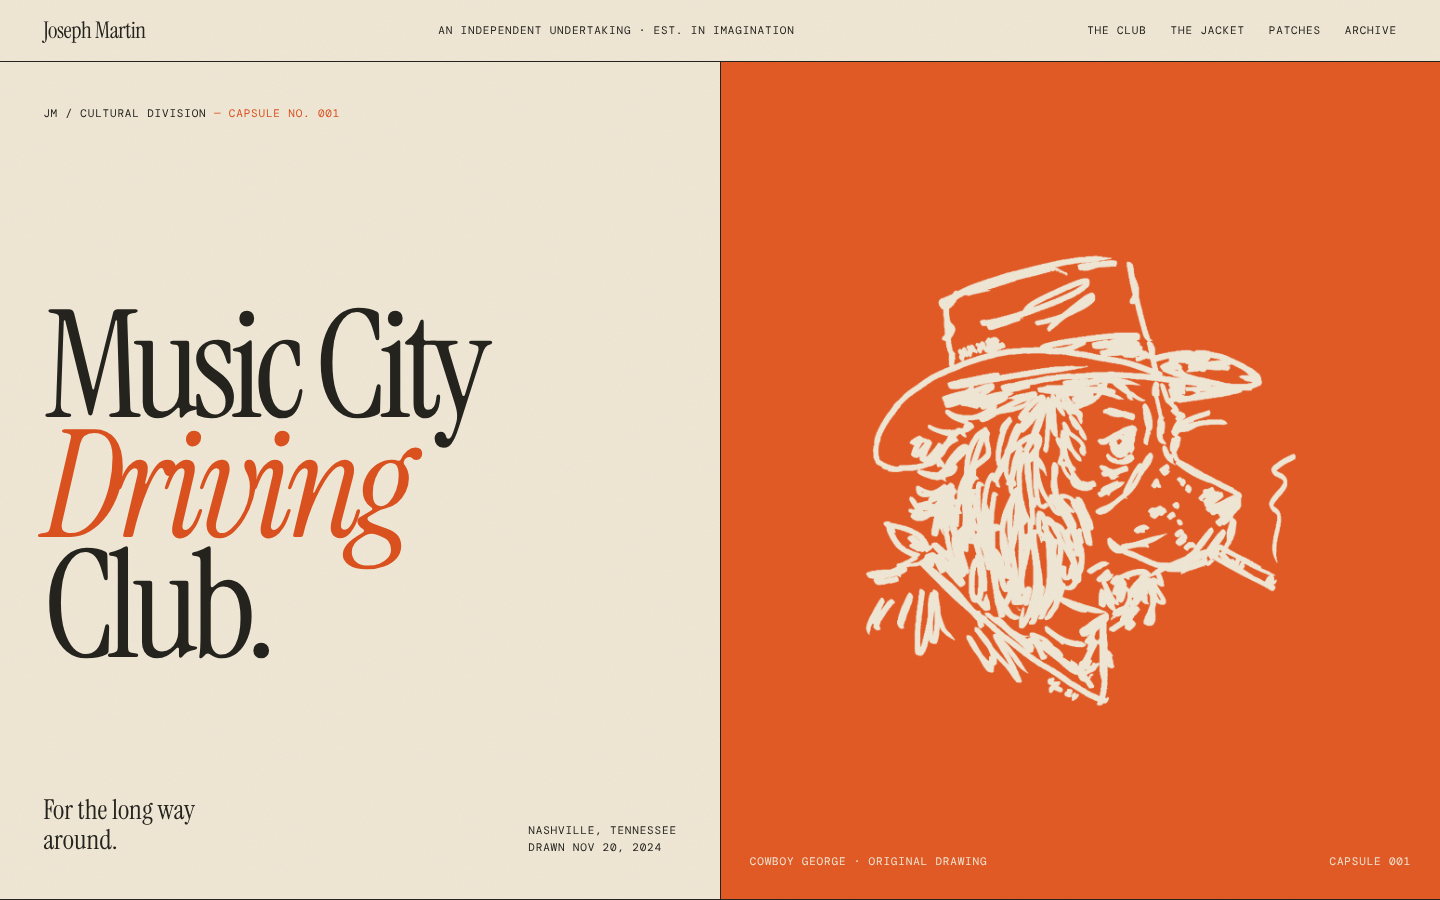 Joseph Martin
AN INDEPENDENT UNDERTAKING · EST. IN IMAGINATION
THE CLUB
THE JACKET
PATCHES
ARCHIVE
JM / CULTURAL DIVISION — CAPSULE NO. 001
Music City
Driving
Club.
For the long way
around.
NASHVILLE, TENNESSEE
DRAWN NOV 20, 2024
COWBOY GEORGE · ORIGINAL DRAWING
CAPSULE 001